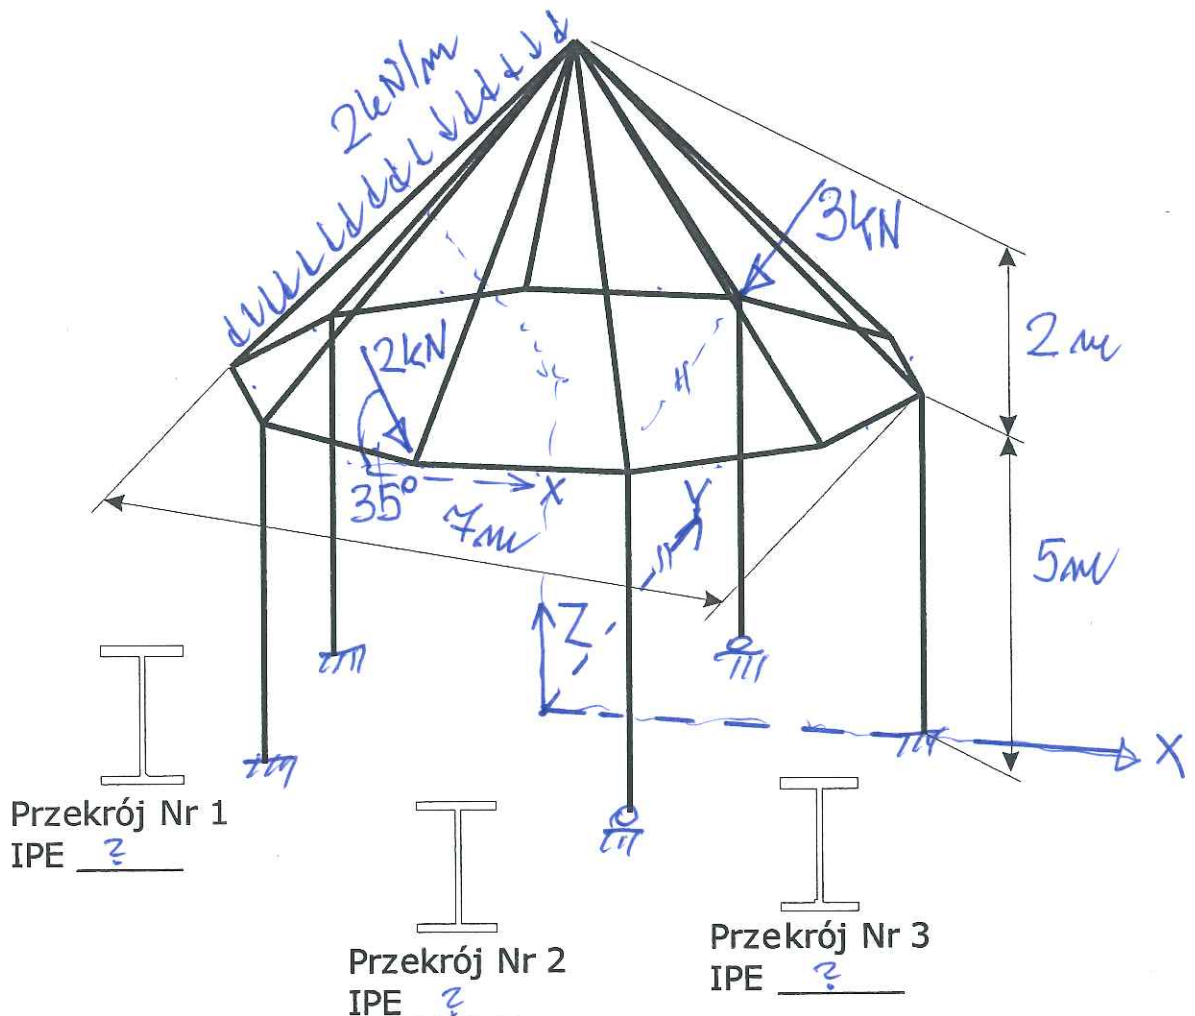 2kN/m
3kN
2kN
35°
X
7m
Y
2m
5m
Z
X
Przekrój Nr 1
IPE ?
Przekrój Nr 2
IPE ?
Przekrój Nr 3
IPE ?